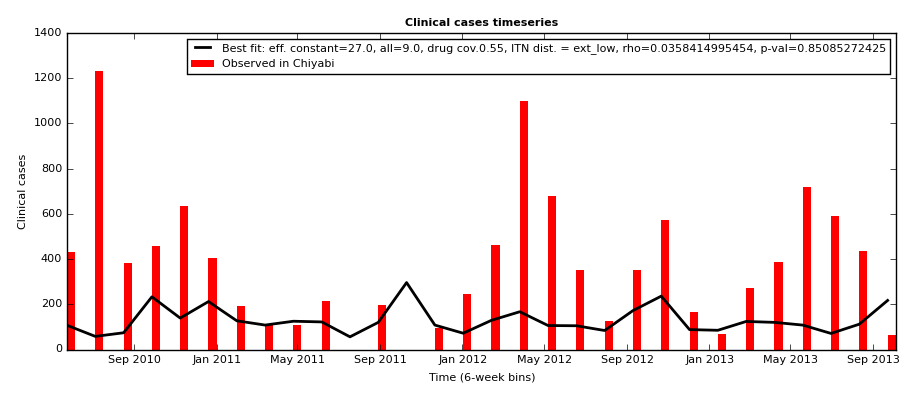 Clinical cases timeseries
Best fit: eff. constant=27.0, all=9.0, drug cov.0.55, ITN dist. = ext_low, rho=0.0358414995454, p-val=0.85085272425
Observed in Chiyabi
Clinical cases
1400
1200
1000
800
600
400
200
0
Sep 2010 Jan 2011 May 2011 Sep 2011 Jan 2012 May 2012 Sep 2012 Jan 2013 May 2013 Sep 2013
Time (6-week bins)